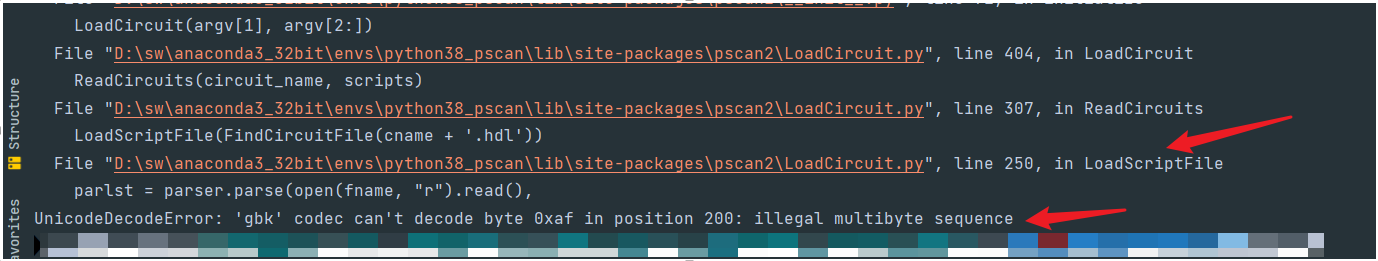 LoadCircuit(argv[1], argv[2:])
File "D:\sw\anaconda3_32bit\envs\python38_pscan\lib\site-packages\pscan2\LoadCircuit.py", line 404, in LoadCircuit
ReadCircuits(circuit_name, scripts)
File "D:\sw\anaconda3_32bit\envs\python38_pscan\lib\site-packages\pscan2\LoadCircuit.py", line 307, in ReadCircuits
LoadScriptFile(FindCircuitFile(cname + '.hdl'))
File "D:\sw\anaconda3_32bit\envs\python38_pscan\lib\site-packages\pscan2\LoadCircuit.py", line 250, in LoadScriptFile
parlst = parser.parse(open(fname, "r").read(),
UnicodeDecodeError: 'gbk' codec can't decode byte 0xaf in position 200: illegal multibyte sequence
Structure
avorites